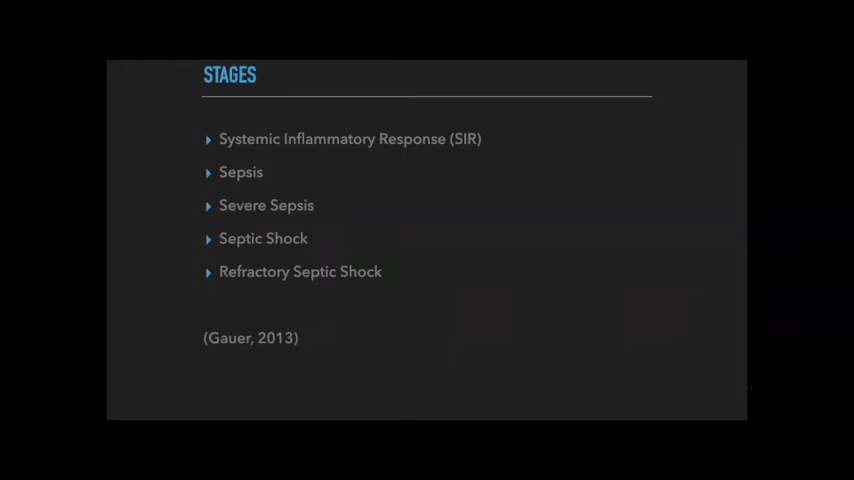 STAGES
Systemic Inflammatory Response (SIR)
Sepsis
Severe Sepsis
Septic Shock
Refractory Septic Shock
(Gauer, 2013)